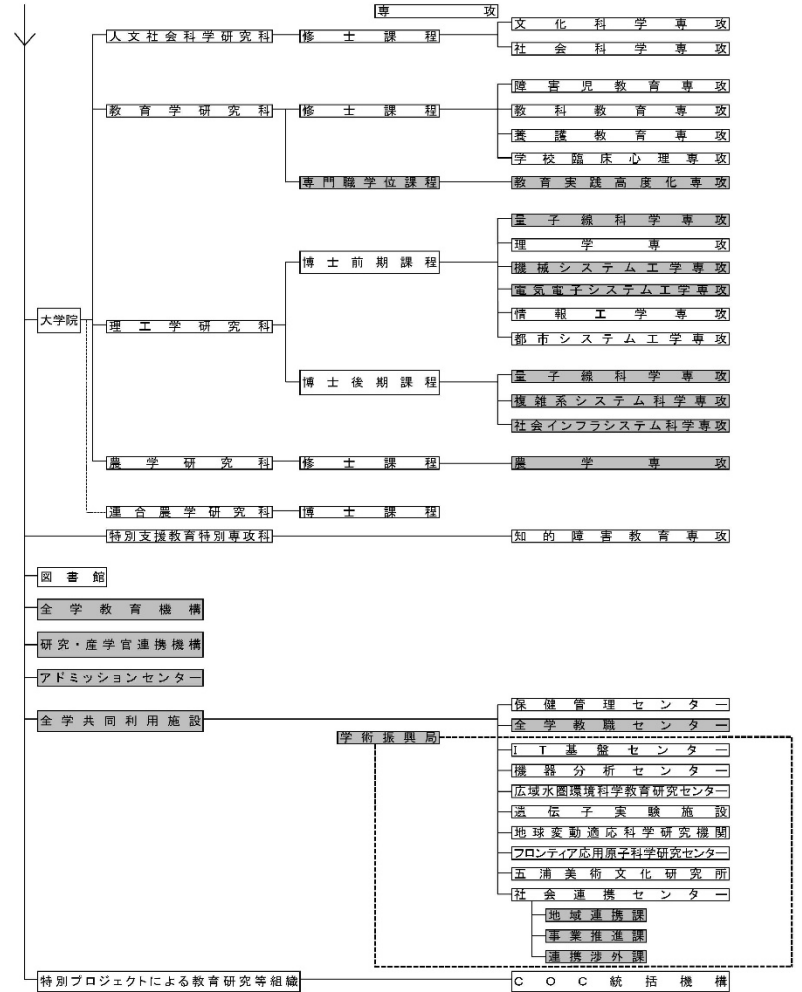 専攻
人文社会科学研究科 修士課程 文化科学専攻
社会科学専攻
教育学研究科 修士課程 障害児教育専攻
教科教育専攻
養護教育専攻
学校臨床心理専攻
専門職学位課程 教育実践高度化専攻
大学院 理工学研究科 博士前期課程 量子線科学専攻
理学専攻
機械システム工学専攻
電気電子システム工学専攻
情報工学専攻
都市システム工学専攻
博士後期課程 量子線科学専攻
複雑系システム科学専攻
社会インフラシステム科学専攻
農学研究科 修士課程 農学専攻
連合農学研究科 博士課程
特別支援教育特別専攻科 知的障害教育専攻
図書館
全学教育機構
研究・産学官連携機構
アドミッションセンター
全学共同利用施設 保健管理センター
全学教職センター
学術振興局
IT基盤センター
機器分析センター
広域水圏環境科学教育研究センター
遺伝子実験施設
地球変動適応科学研究機関
フロンティア応用原子科学研究センター
五浦美術文化研究所
社会連携センター
地域連携課
事業推進課
連携渉外課
特別プロジェクトによる教育研究等組織 COC統括機構